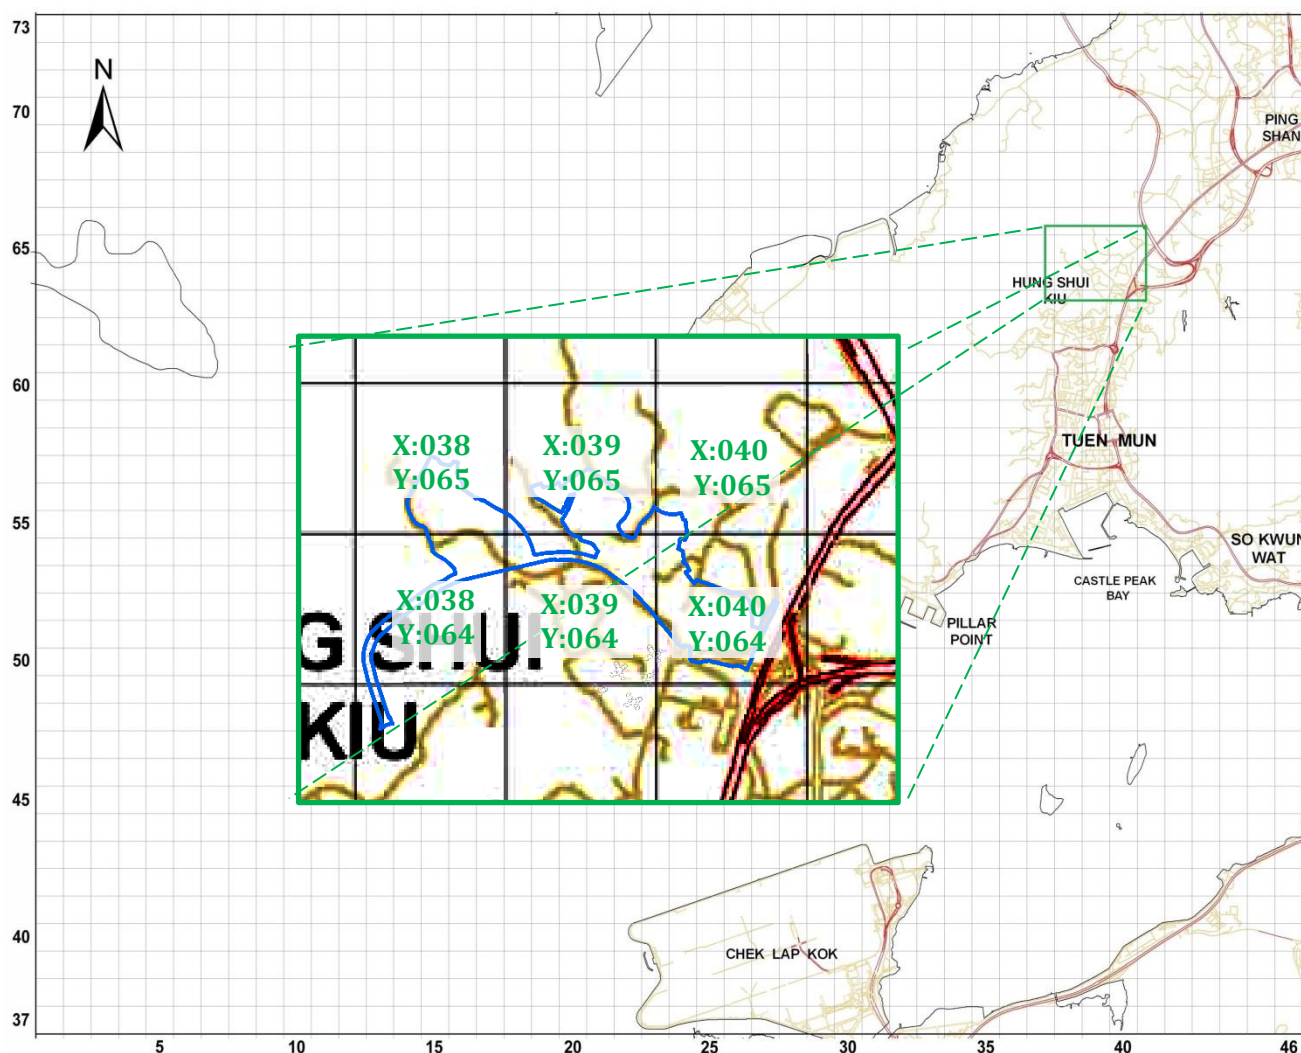 73
N
70
PING
SHAN
65
HUNG SHUI
KIU
60
X:038
Y:065
X:039
Y:065
X:040
Y:065
TUEN MUN
55
SO KWUN
WAT
CASTLE PEAK
BAY
X:038
Y:064
X:039
Y:064
X:040
Y:064
PILLAR
POINT
G SHUI
KIU
50
45
40
CHEK LAP KOK
37
5
10
15
20
25
30
35
40
46